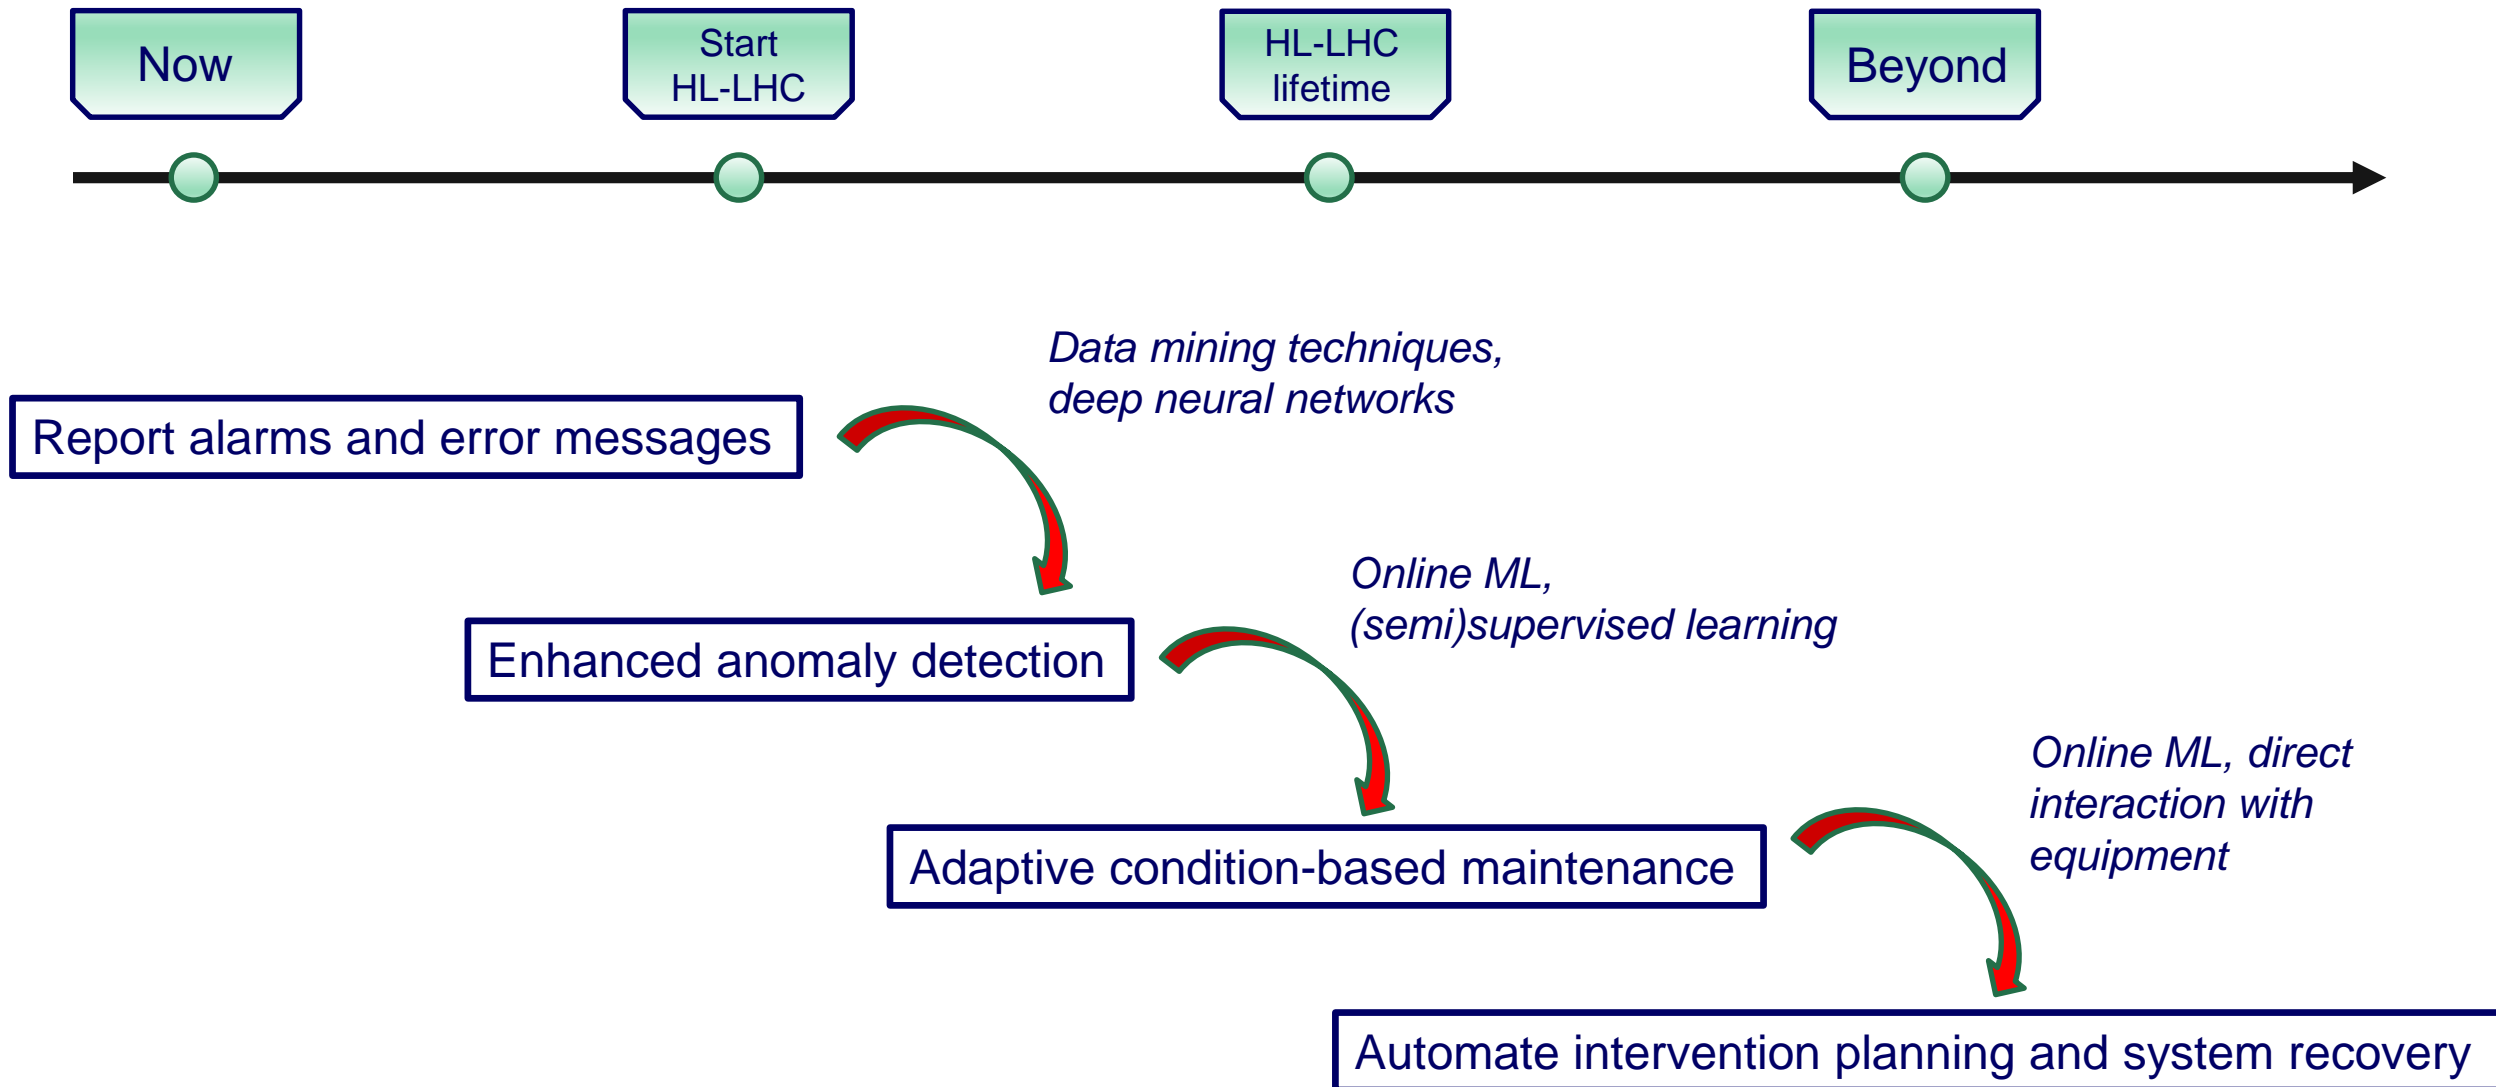 Now
Start
HL-LHC
HL-LHC
lifetime
Beyond
Data mining techniques,
deep neural networks
Report alarms and error messages
Online ML,
(semi)supervised learning
Enhanced anomaly detection
Online ML, direct
interaction with
equipment
Adaptive condition-based maintenance
Automate intervention planning and system recovery